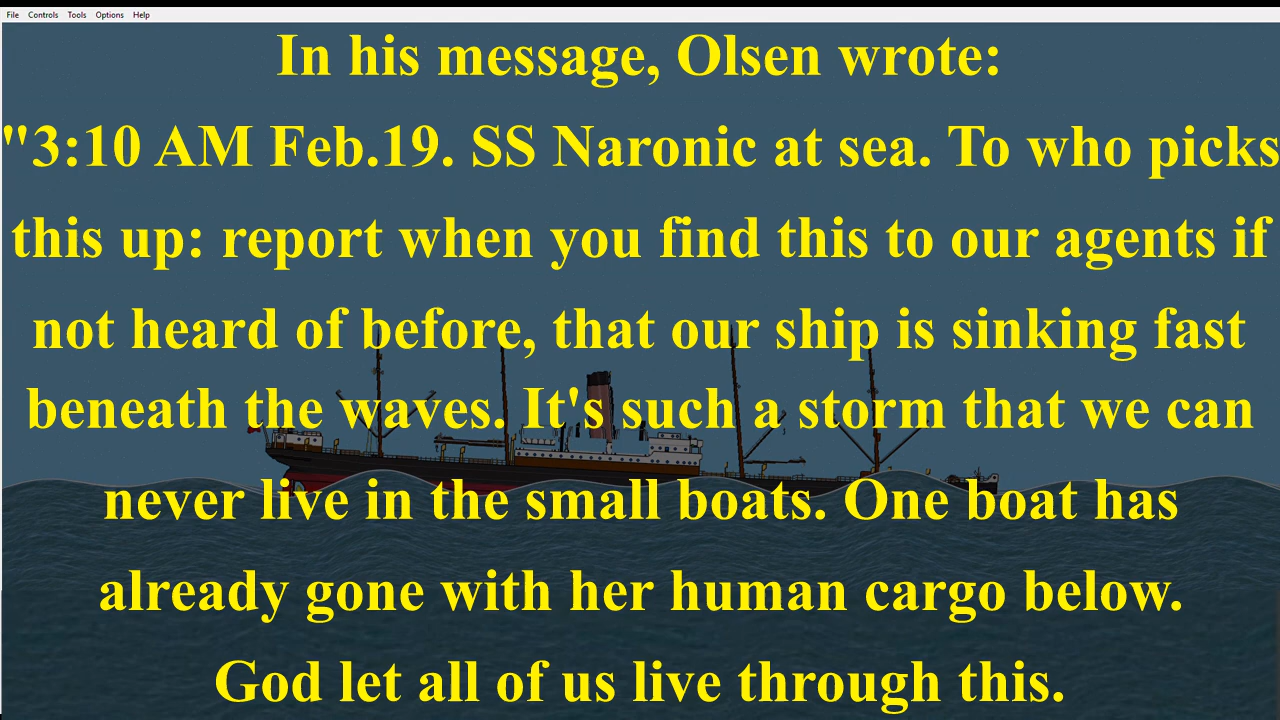 File Controls Tools Options Help
In his message, Olsen wrote:
"3:10 AM Feb.19. SS Naronic at sea. To who picks
this up: report when you find this to our agents if
not heard of before, that our ship is sinking fast
beneath the waves. It's such a storm that we can
never live in the small boats. One boat has
already gone with her human cargo below.
God let all of us live through this.